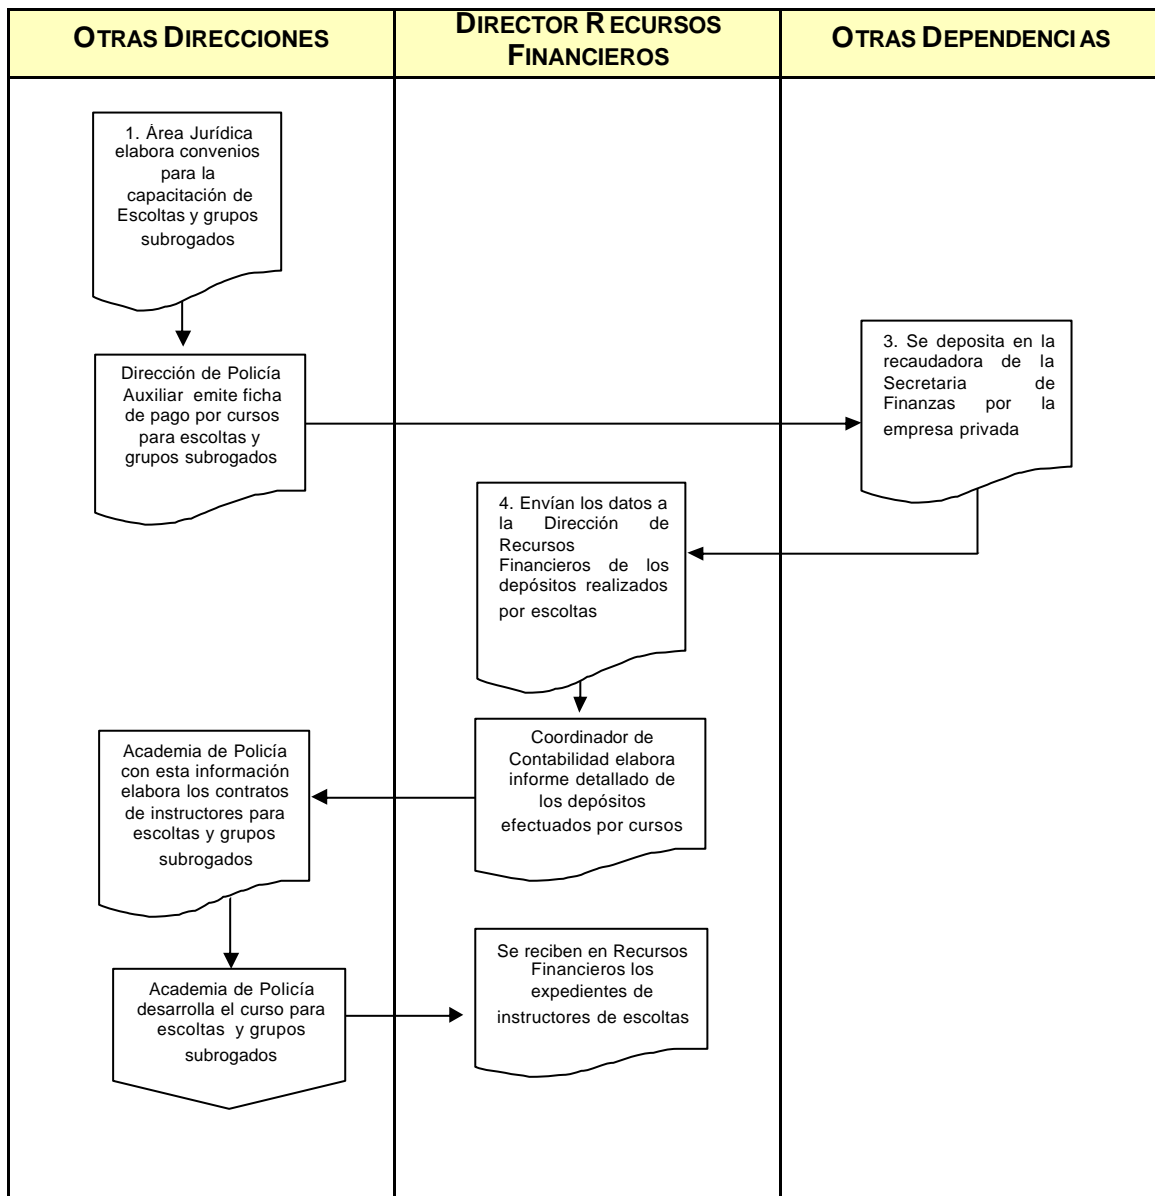 OTRAS DIRECCIONES
DIRECTOR RECURSOS
FINANCIEROS
OTRAS DEPENDENCIAS
1. Área Jurídica
elabora convenios
para la
capacitación de
Escoltas y grupos
subrogados
Dirección de Policía
Auxiliar emite ficha
de pago por cursos
para escoltas y
grupos subrogados
3. Se deposita en la
recaudadora de la
Secretaria de
Finanzas por la
empresa privada
4. Envían los datos a
la Dirección de
Recursos
Financieros de los
depósitos realizados
por escoltas
Coordinador de
Contabilidad elabora
informe detallado de
los depósitos
efectuados por cursos
Academia de Policía
con esta información
elabora los contratos
de instructores para
escoltas y grupos
subrogados
Academia de Policía
desarrolla el curso para
escoltas y grupos
subrogados
Se reciben en Recursos
Financieros los
expedientes de
instructores de escoltas